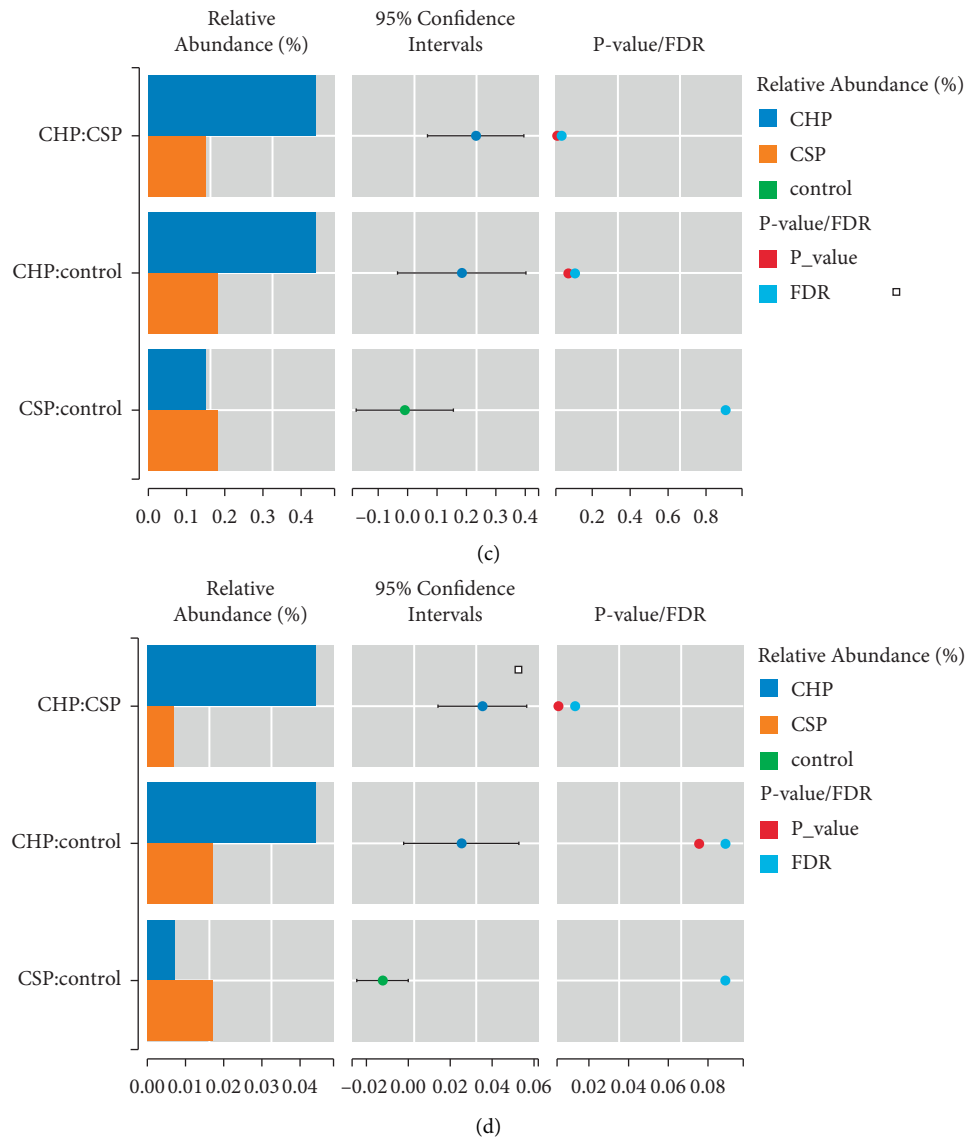 Relative
Abundance (%)
95% Confidence
Intervals
P-value/FDR
CHP:CSP
CHP:control
CSP:control
0.0 0.1 0.2 0.3 0.4
−0.1 0.0 0.1 0.2 0.3 0.4
0.2 0.4 0.6 0.8
Relative Abundance (%)
CHP
CSP
control
P-value/FDR
P_value
FDR
(c)
Relative
Abundance (%)
95% Confidence
Intervals
P-value/FDR
CHP:CSP
CHP:control
CSP:control
0.00 0.01 0.02 0.03 0.04
−0.02 0.00 0.02 0.04 0.06
0.02 0.04 0.06 0.08
Relative Abundance (%)
CHP
CSP
control
P-value/FDR
P_value
FDR
(d)